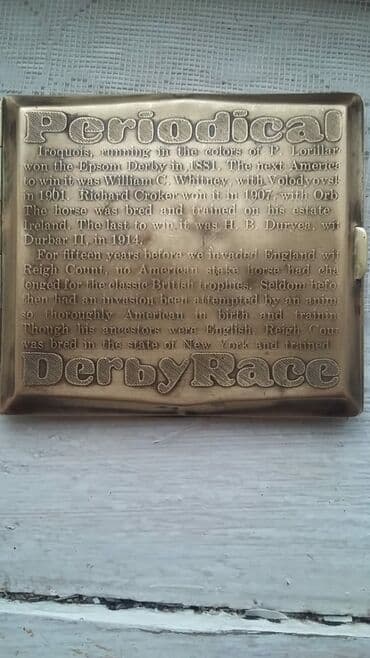 Periodical
Iroquois, running in the colors of P. Lorillar
won the Epsom Derby in 1881. The next America
to win it was William C. Whitney, with Volodyovsl
in 1901. Richard Croker won it in 1907, with Orb
The horse was bred and trained on his estate
Ireland. The last to win it was H. B. Duryea, wit
Durbar II, in 1914.
For fifteen years before we invaded England wi
Reigh Count, no American stake horse had cha
enged for the classic British trophies. Seldom befo
then had an invasion been attempted by an anim
so thoroughly American in birth and trainin
Though his ancestors were English, Reigh Coun
was bred in the state of New York and trained
DerbyRace